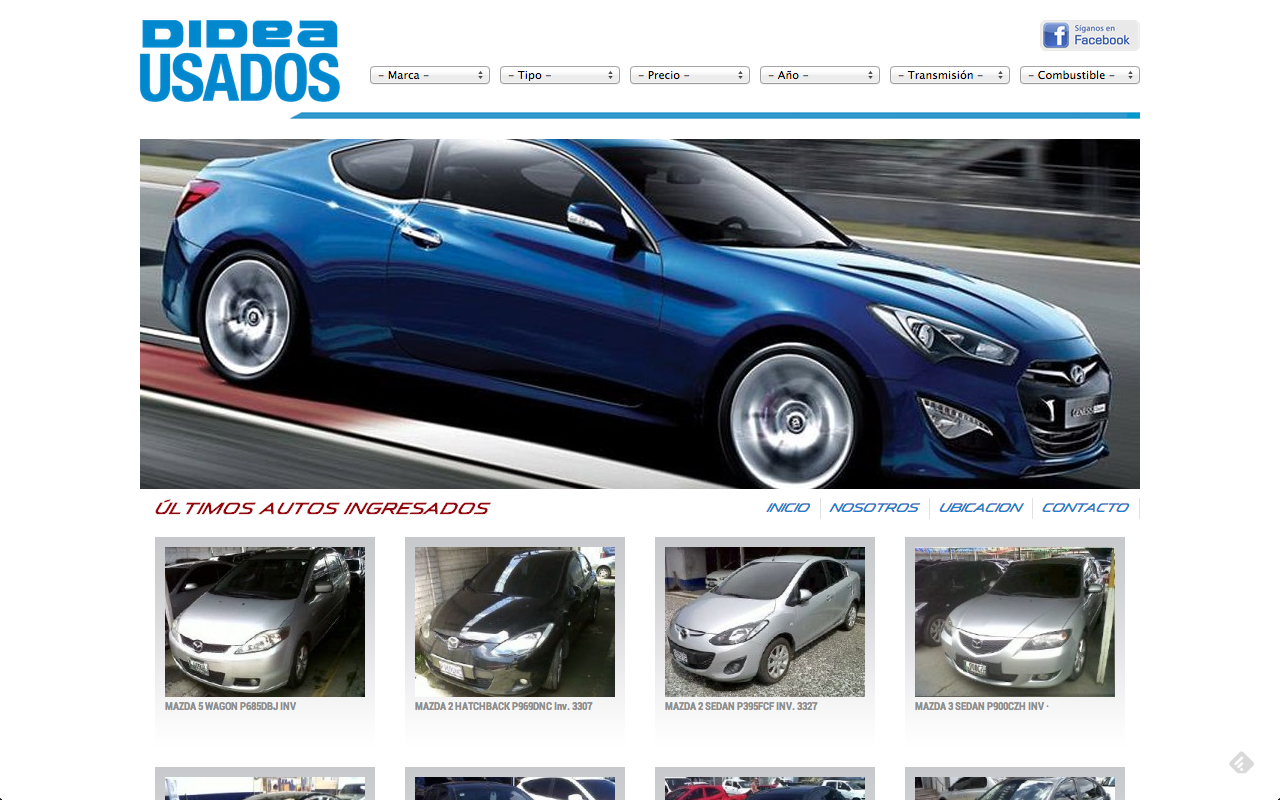 DIDea
USADOS
Síganos en
Facebook
- Marca -
- Tipo -
- Precio -
- Año -
- Transmisión -
- Combustible -
GENESIS
ÚLTIMOS AUTOS INGRESADOS
INICIO
NOSOTROS
UBICACION
CONTACTO
MAZDA 5 WAGON P685DBJ INV
MAZDA 2 HATCHBACK P969DNC Inv. 3307
MAZDA 2 SEDAN P395FCF INV. 3327
MAZDA 3 SEDAN P900CZH INV ·